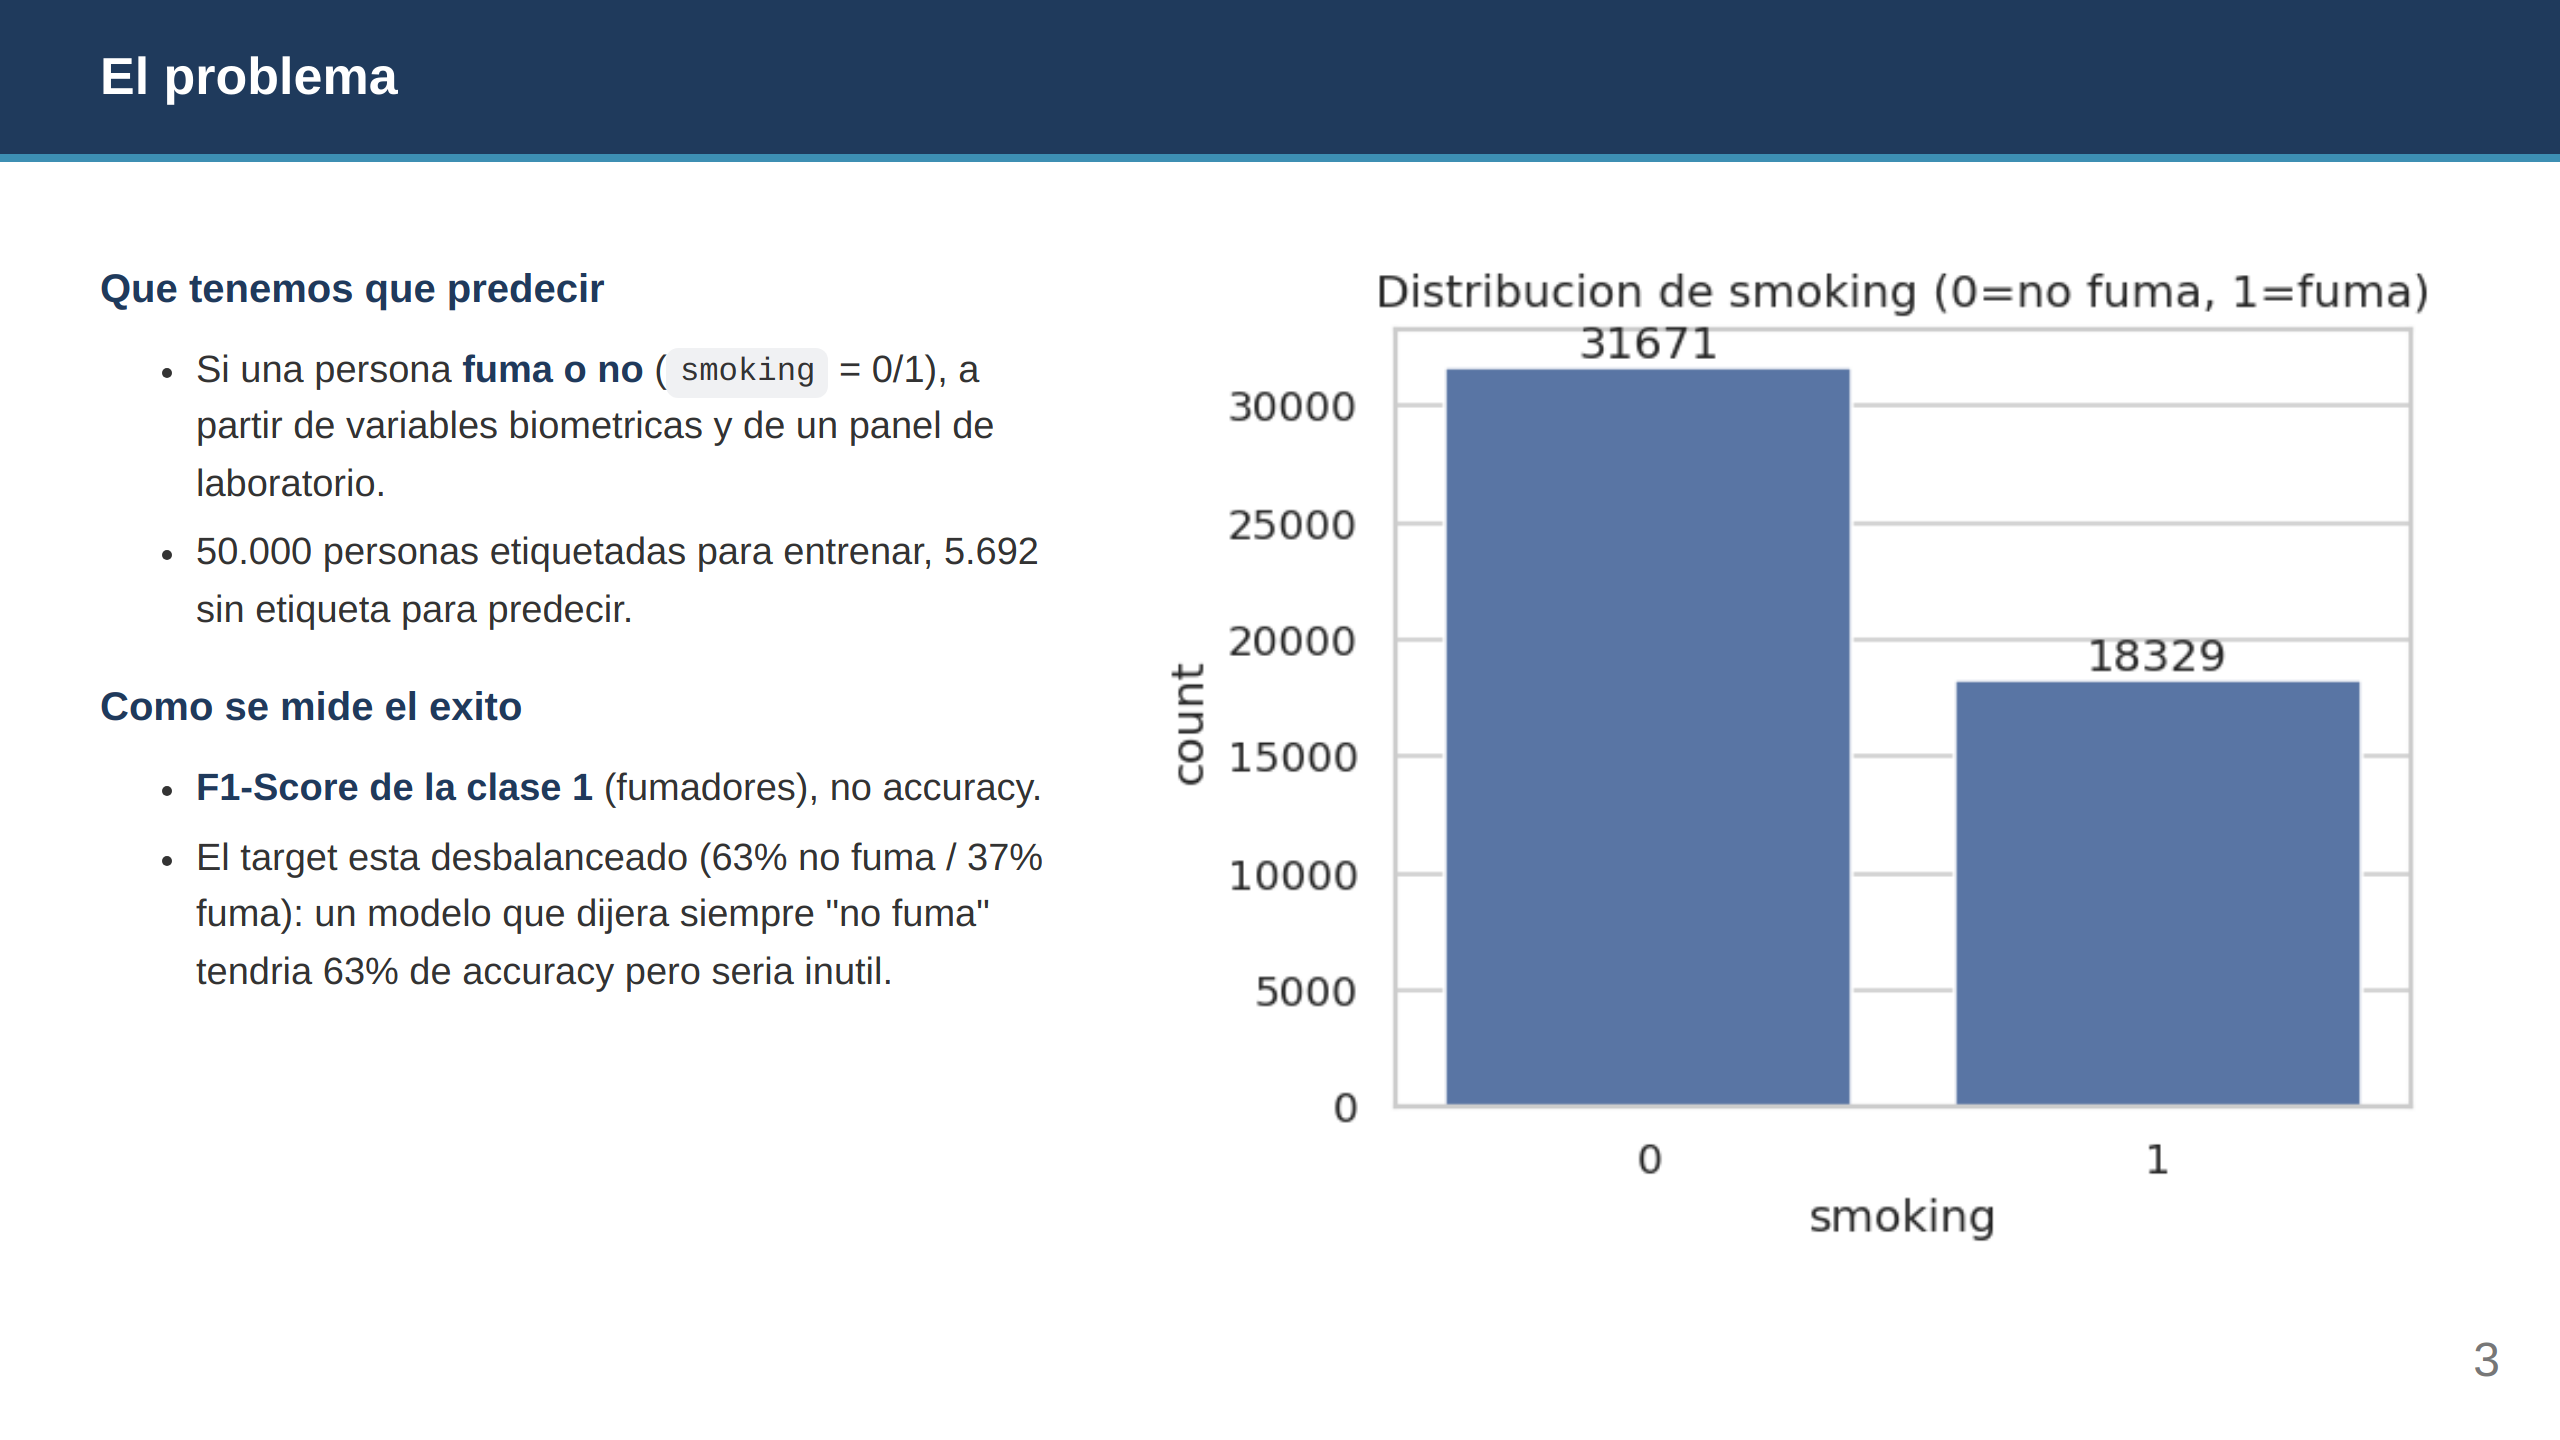 El problema
Que tenemos que predecir
• Si una persona fuma o no ( smoking = 0/1), a
partir de variables biometricas y de un panel de
laboratorio.
• 50.000 personas etiquetadas para entrenar, 5.692
sin etiqueta para predecir.
Como se mide el exito
• F1-Score de la clase 1 (fumadores), no accuracy.
• El target esta desbalanceado (63% no fuma / 37%
fuma): un modelo que dijera siempre "no fuma"
tendria 63% de accuracy pero seria inutil.
Distribucion de smoking (0=no fuma, 1=fuma)
31671
18329
30000
25000
20000
15000
10000
5000
0
count
0 1
smoking
3